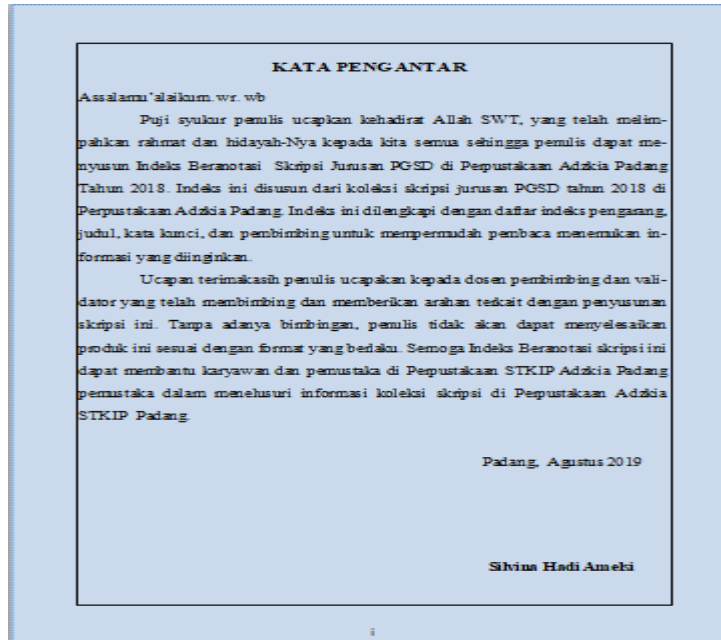 KATA PENGANTAR
Assalamu’alaikum. wr. wb
Puji syukur penulis ucapkan kehadirat Allah SWT, yang telah melim-
pahkan rahmat dan hidayah-Nya kepada kita semua sehingga penulis dapat me-
nyusun Indeks Beranotasi Skripsi Jurusan PGSD di Perpustakaan Adzkia Padang
Tahun 2018. Indeks ini disusun dari koleksi skripsi jurusan PGSD tahun 2018 di
Perpustakaan Adzkia Padang. Indeks ini dilengkapi dengan daftar indeks pengarang,
judul, kata kunci, dan pembimbing untuk mempermudah pembaca menemukan in-
formasi yang diinginkan.
Ucapan terimakasih penulis ucapakan kepada dosen pembimbing dan vali-
dator yang telah membimbing dan memberikan arahan terkait dengan penyusunan
skripsi ini. Tanpa adanya bimbingan, penulis tidak akan dapat menyelesaikan
produk ini sesuai dengan format yang berlaku. Semoga Indeks Beranotasi skripsi ini
dapat membantu karyawan dan pemustaka di Perpustakaan STKIP Adzkia Padang
pemustaka dalam menelusuri informasi koleksi skripsi di Perpustakaan Adzkia
STKIP Padang.
Padang, Agustus 2019
Silvina Hadi Amelsi
ii